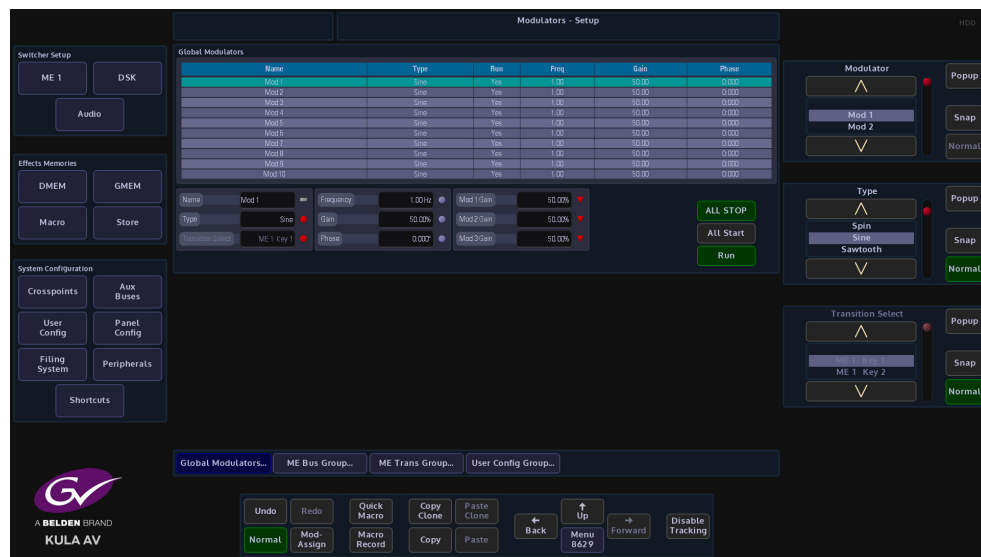 Modulators - Setup
HDD
Switcher Setup
ME 1
DSK
Audio
Effects Memories
DMEM
GMEM
Macro
Store
System Configuration
Crosspoints
Aux
Buses
User
Config
Panel
Config
Filing
System
Peripherals
Shortcuts
Global Modulators
Name Type Run Freq Gain Phase
Mod 1 Sine Yes 1.00 50.00 0.000
Mod 2 Sine Yes 1.00 50.00 0.000
Mod 3 Sine Yes 1.00 50.00 0.000
Mod 4 Sine Yes 1.00 50.00 0.000
Mod 5 Sine Yes 1.00 50.00 0.000
Mod 6 Sine Yes 1.00 50.00 0.000
Mod 7 Sine Yes 1.00 50.00 0.000
Mod 8 Sine Yes 1.00 50.00 0.000
Mod 9 Sine Yes 1.00 50.00 0.000
Mod 10 Sine Yes 1.00 50.00 0.000
Name Mod 1 Frequency 1.00 Hz Mod 1 Gain 50.00%
Type Sine Gain 50.00% Mod 2 Gain 50.00%
Transition Select ME 1 Key 1 Phase 0.000° Mod 3 Gain 50.00%
ALL STOP
All Start
Run
Modulator
Mod 1
Mod 2
Popup
Snap
Normal
Type
Spin
Sine
Sawtooth
Popup
Snap
Normal
Transition Select
ME 1 Key 1
ME 1 Key 2
Popup
Snap
Normal
Global Modulators... ME Bus Group... ME Trans Group... User Config Group...
GV
A BELDEN BRAND
KULA AV
Undo
Redo
Quick
Macro
Copy
Clone
Paste
Clone
Normal
Mod-
Assign
Macro
Record
Copy
Paste
Back
Up
Menu
8629
Forward
Disable
Tracking